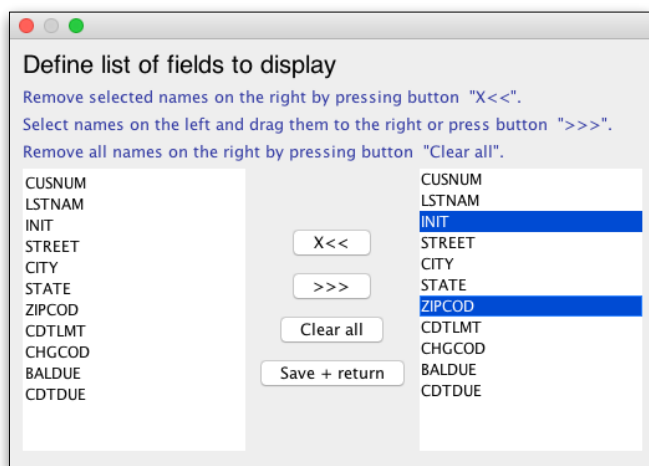 Define list of fields to display
Remove selected names on the right by pressing button "X<<".
Select names on the left and drag them to the right or press button ">>>".
Remove all names on the right by pressing button "Clear all".
CUSNUM
LSTNAM
INIT
STREET
CITY
STATE
ZIPCOD
CDTLMT
CHGCOD
BALDUE
CDTDUE
X<<
>>>
Clear all
Save + return
CUSNUM
LSTNAM
INIT
STREET
CITY
STATE
ZIPCOD
CDTLMT
CHGCOD
BALDUE
CDTDUE